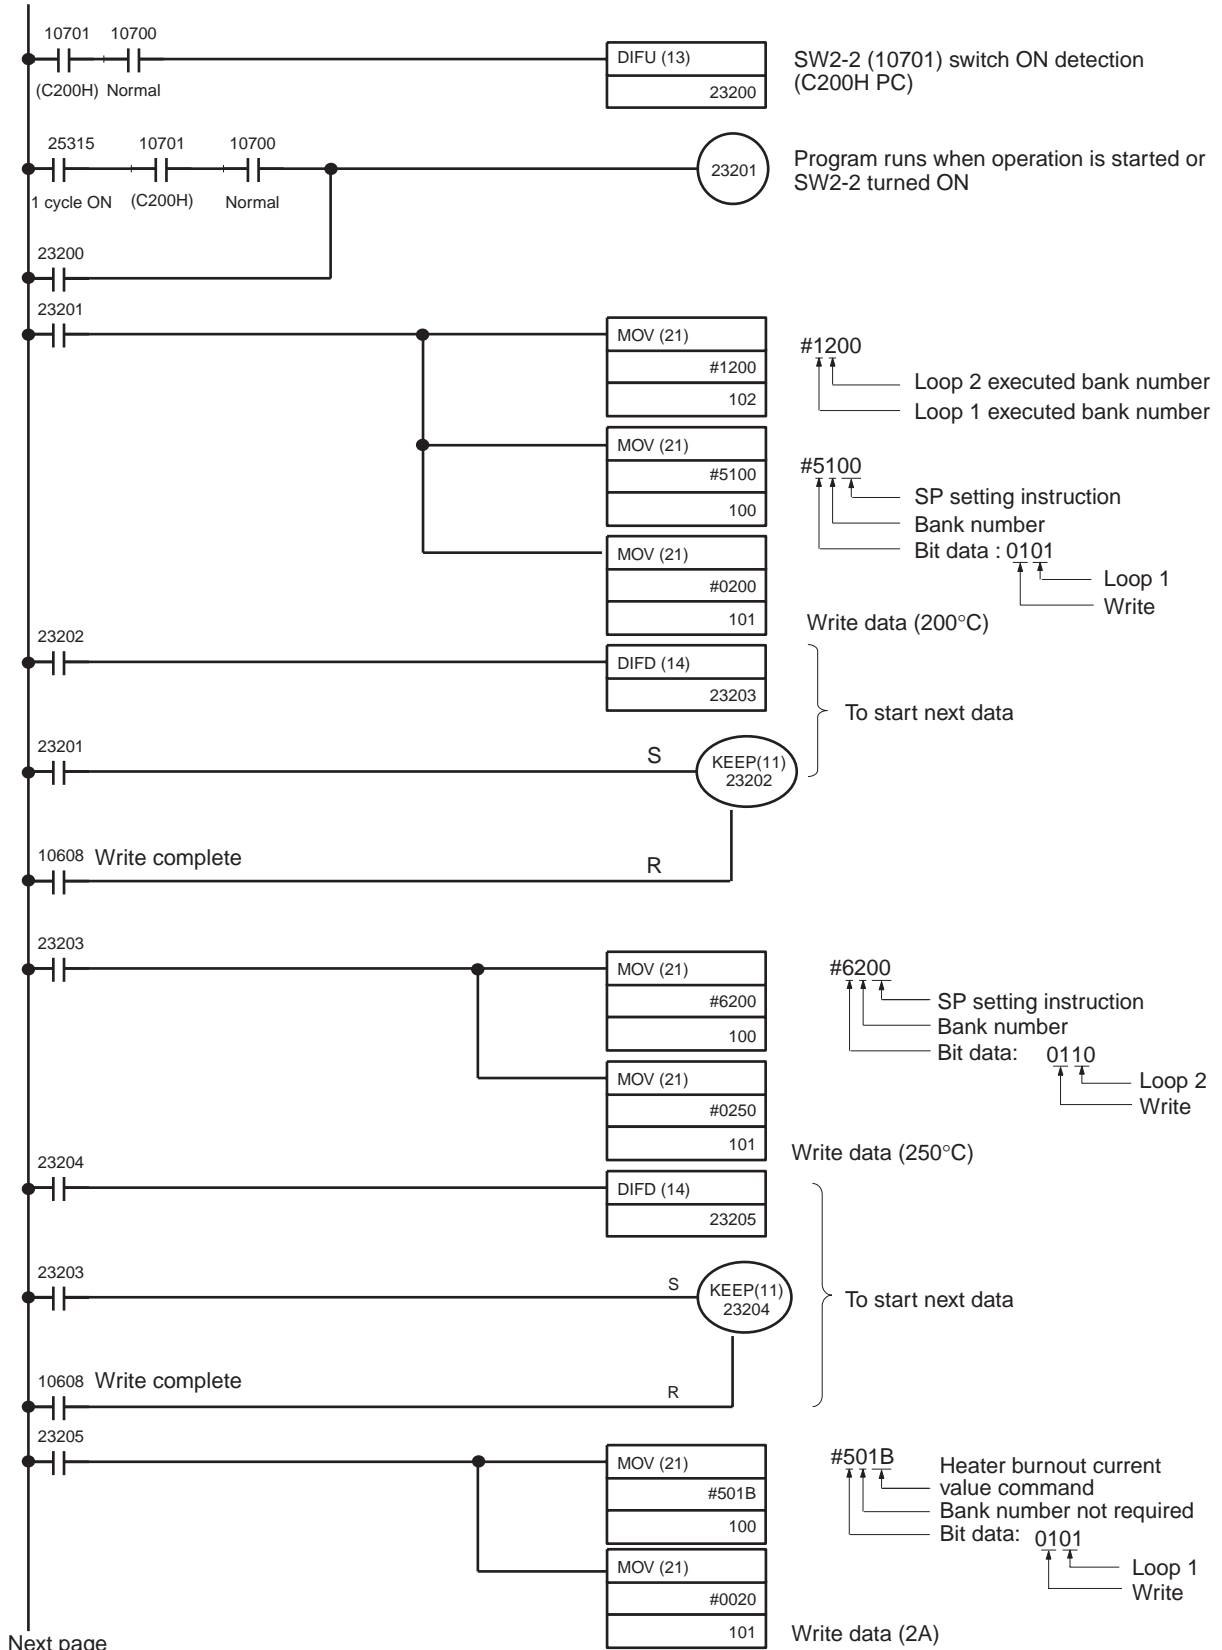 10701 10700
DIFU (13)
SW2-2 (10701) switch ON detection
(C200H PC)
(C200H) Normal
23200
25315 10701 10700
23201
Program runs when operation is started or
SW2-2 turned ON
1 cycle ON (C200H) Normal
23200
23201
MOV (21)
#1200
#1200
102
Loop 2 executed bank number
Loop 1 executed bank number
MOV (21)
#5100
#5100
100
SP setting instruction
Bank number
Bit data : 0101
MOV (21)
#0200
101
Loop 1
Write
Write data (200°C)
23202
DIFD (14)
23203
To start next data
23201
S
KEEP(11)
23202
10608 Write complete
R
23203
MOV (21)
#6200
#6200
100
SP setting instruction
Bank number
Bit data: 0110
MOV (21)
#0250
101
Loop 2
Write
Write data (250°C)
23204
DIFD (14)
23205
23203
S
KEEP(11)
23204
To start next data
10608 Write complete
R
23205
MOV (21)
#501B
#501B
100
Heater burnout current
value command
Bank number not required
Bit data: 0101
MOV (21)
#0020
101
Loop 1
Write
Write data (2A)
Next page